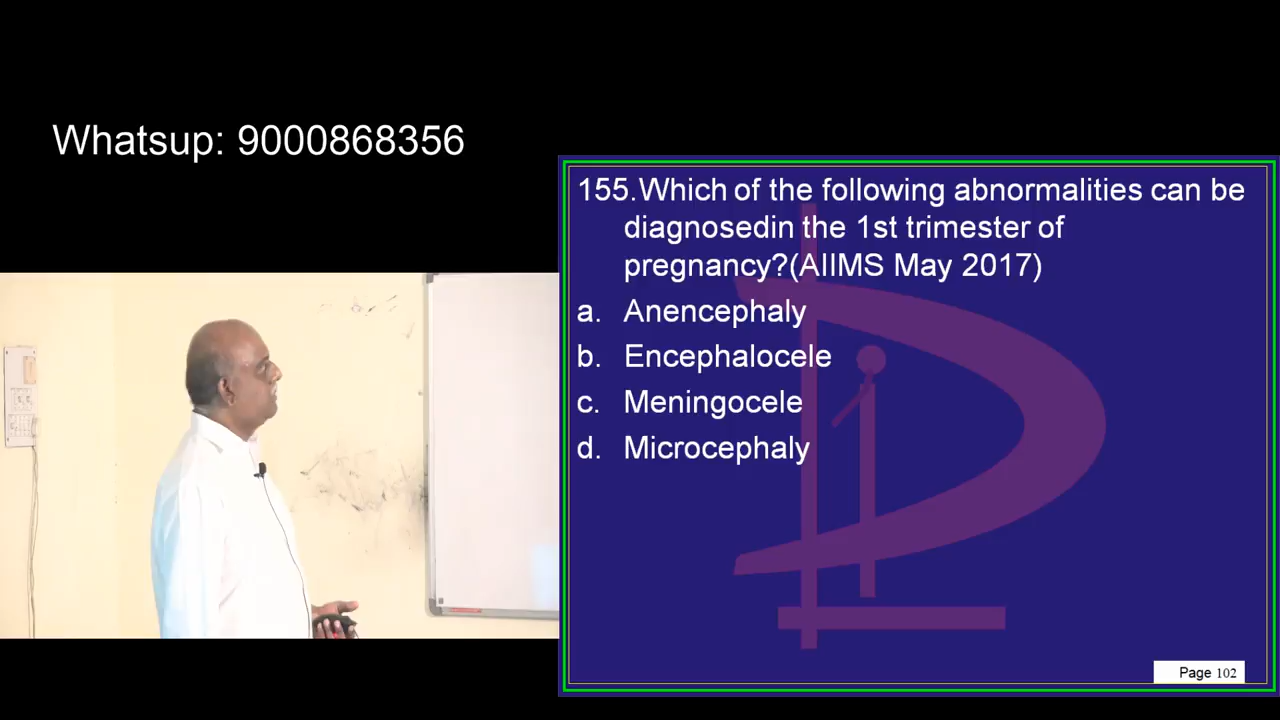 Whatsup: 9000868356
155.Which of the following abnormalities can be
diagnosedin the 1st trimester of
pregnancy?(AIIMS May 2017)
a. Anencephaly
b. Encephalocele
c. Meningocele
d. Microcephaly
Page 102